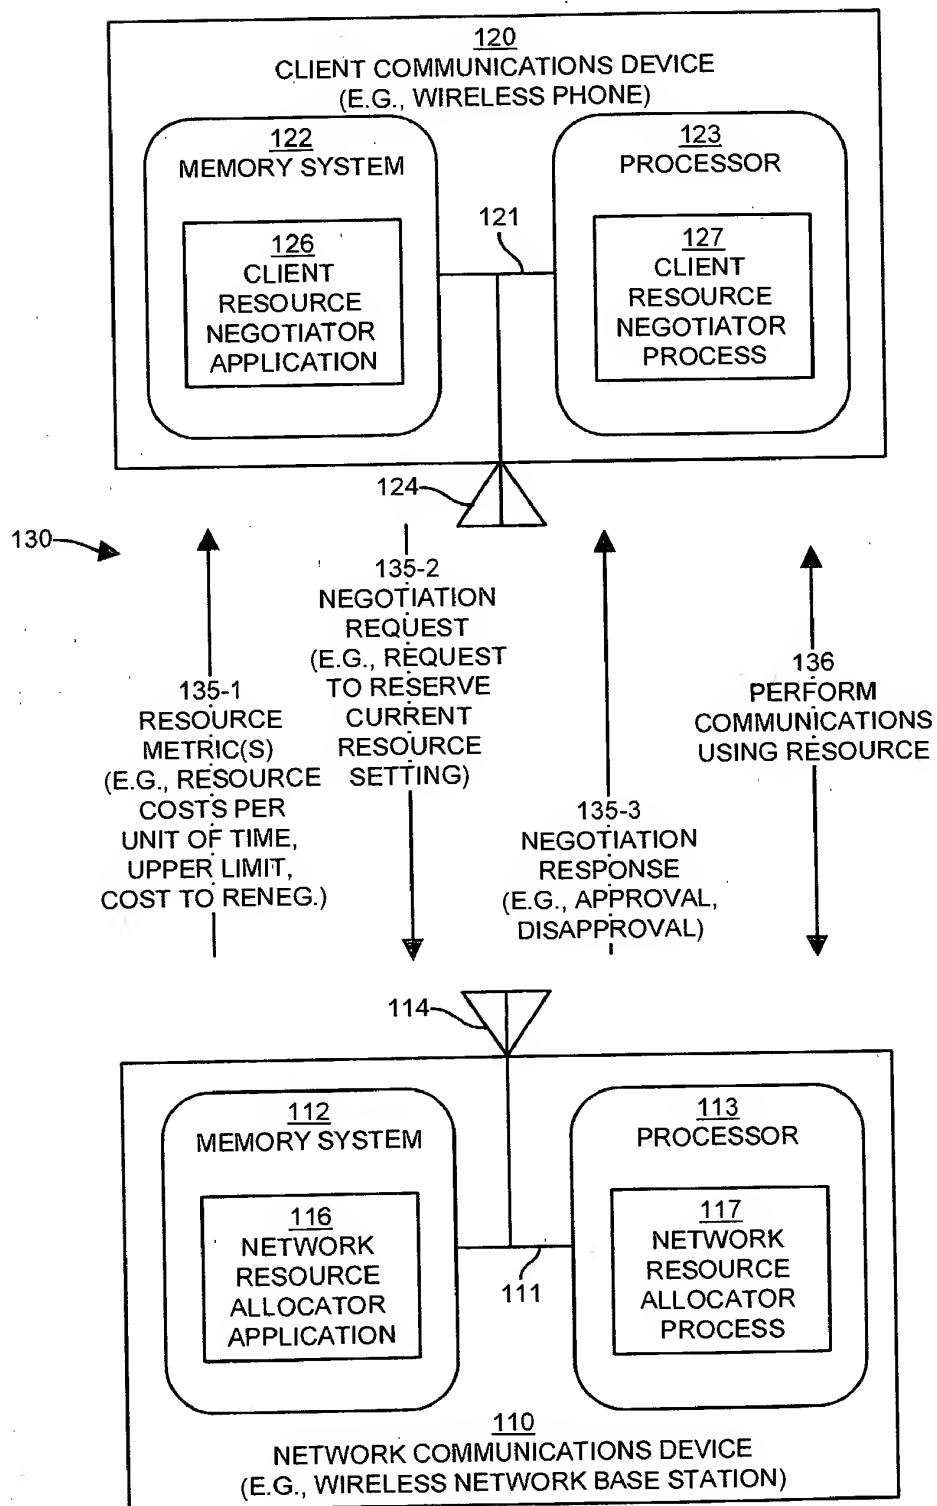 120
CLIENT COMMUNICATIONS DEVICE
(E.G., WIRELESS PHONE)
122
MEMORY SYSTEM
126
CLIENT
RESOURCE
NEGOTIATOR
APPLICATION
121
123
PROCESSOR
127
CLIENT
RESOURCE
NEGOTIATOR
PROCESS
124
130
135-1
RESOURCE
METRIC(S)
(E.G., RESOURCE
COSTS PER
UNIT OF TIME,
UPPER LIMIT,
COST TO RENEG.)
135-2
NEGOTIATION
REQUEST
(E.G., REQUEST
TO RESERVE
CURRENT
RESOURCE
SETTING)
135-3
NEGOTIATION
RESPONSE
(E.G., APPROVAL,
DISAPPROVAL)
136
PERFORM
COMMUNICATIONS
USING RESOURCE
114
112
MEMORY SYSTEM
116
NETWORK
RESOURCE
ALLOCATOR
APPLICATION
111
113
PROCESSOR
117
NETWORK
RESOURCE
ALLOCATOR
PROCESS
110
NETWORK COMMUNICATIONS DEVICE
(E.G., WIRELESS NETWORK BASE STATION)